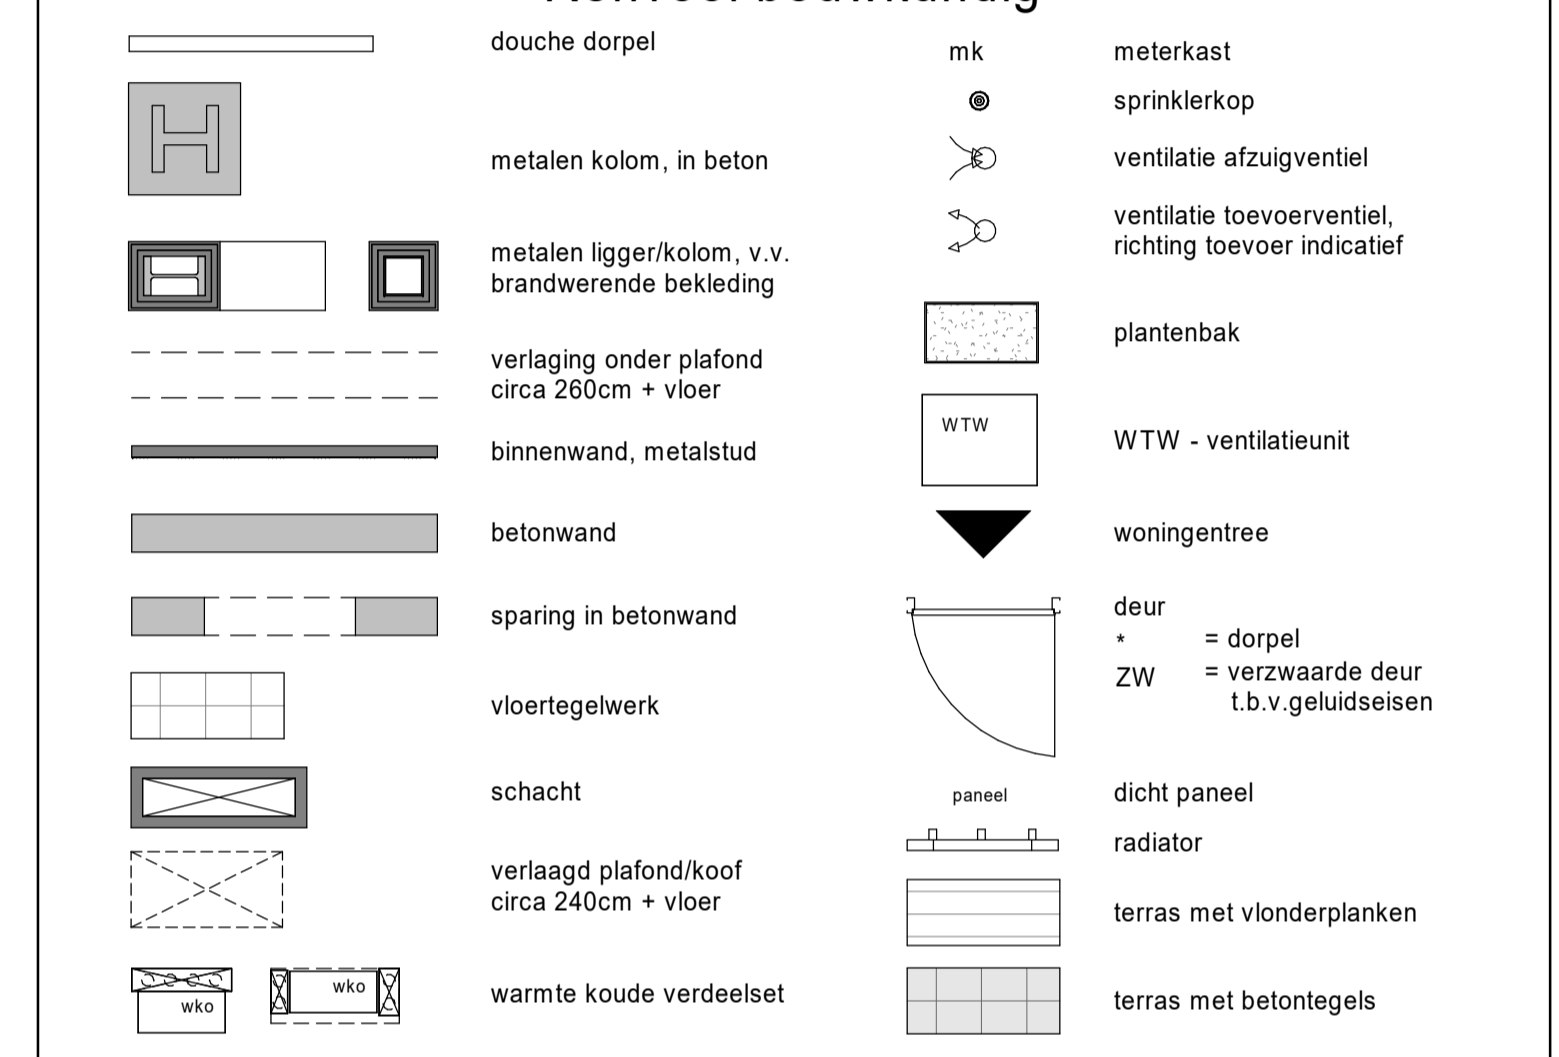 douche dorpel
metalen kolom, in beton
metalen ligger/kolom, v.v.
brandwerende bekleding
verlaging onder plafond
circa 260cm + vloer
binnenwand, metalstud
betonwand
sparing in betonwand
vloertegelwerk
schacht
verlaagd plafond/koof
circa 240cm + vloer
wko wko warmte koude verdeelset
mk meterkast
sprinklerkop
ventilatie afzuigventiel
ventilatie toevoerventiel,
richting toevoer indicatief
plantenbak
WTW WTW - ventilatieunit
woningentree
deur
* = dorpel
ZW = verzwaarde deur
t.b.v.geluidseisen
paneel dicht paneel
radiator
terras met vlonderplanken
terras met betontegels